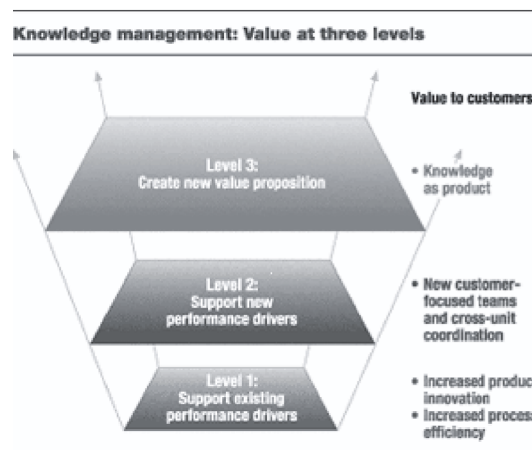 Knowledge management: Value at three levels
Value to customers
Level 3:
Create new value proposition
• Knowledge
as product
Level 2:
Support new
performance drivers
• New customer-
focused teams
and cross-unit
coordination
Level 1:
Support existing
performance drivers
• Increased produc
innovation
• Increased proces
efficiency